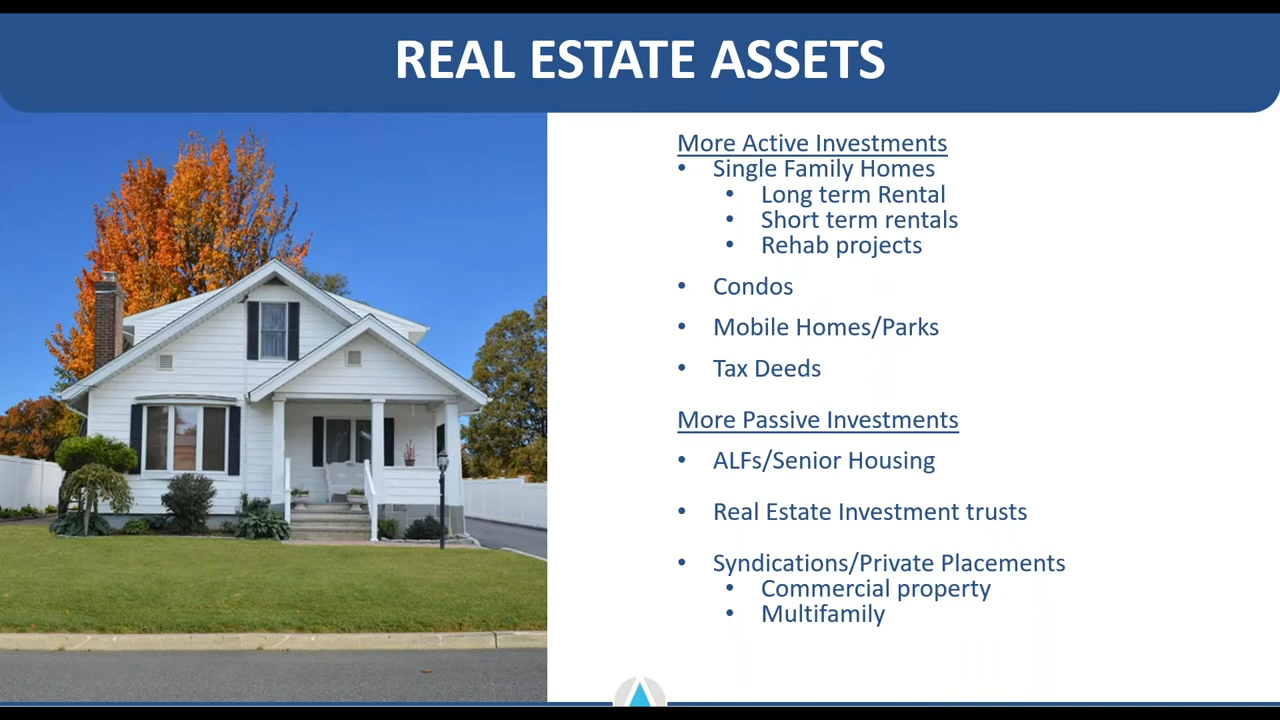 REAL ESTATE ASSETS
More Active Investments
• Single Family Homes
• Long term Rental
• Short term rentals
• Rehab projects
• Condos
• Mobile Homes/Parks
• Tax Deeds
More Passive Investments
• ALFs/Senior Housing
• Real Estate Investment trusts
• Syndications/Private Placements
• Commercial property
• Multifamily